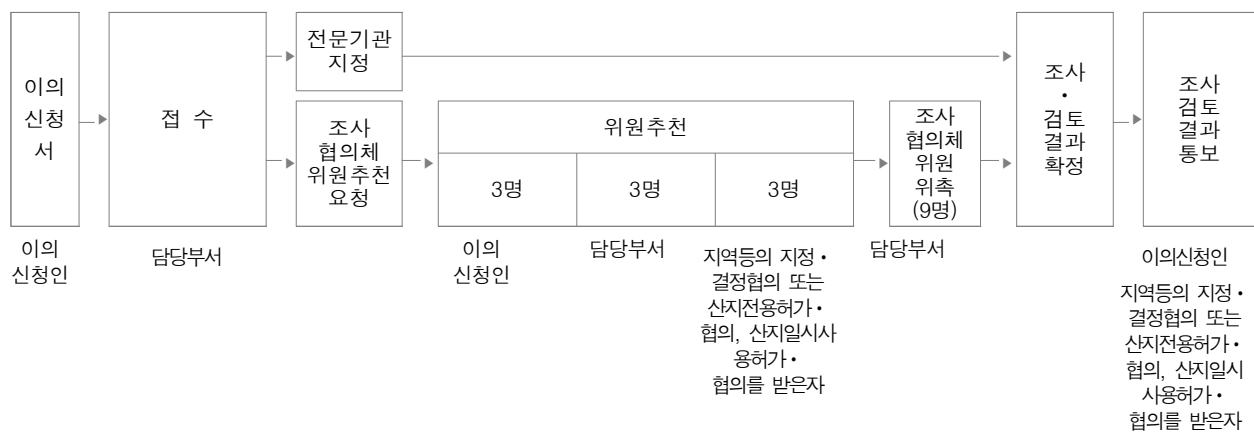 이의
신청
서
접 수
전문기관
지정
조사
협의체
위원추천
요청
위원추천
3명
3명
3명
조사
협의체
위원
위촉
(9명)
조사
・
검토
결과
확정
조사
검토
결과
통보
이의
신청인
담당부서
이의
신청인
담당부서
지역등의 지정・
결정협의 또는
산지전용허가・
협의, 산지일시사
용허가・
협의를 받은자
담당부서
이의신청인
지역등의 지정・
결정협의 또는
산지전용허가・
협의, 산지일시
사용허가・
협의를 받은자